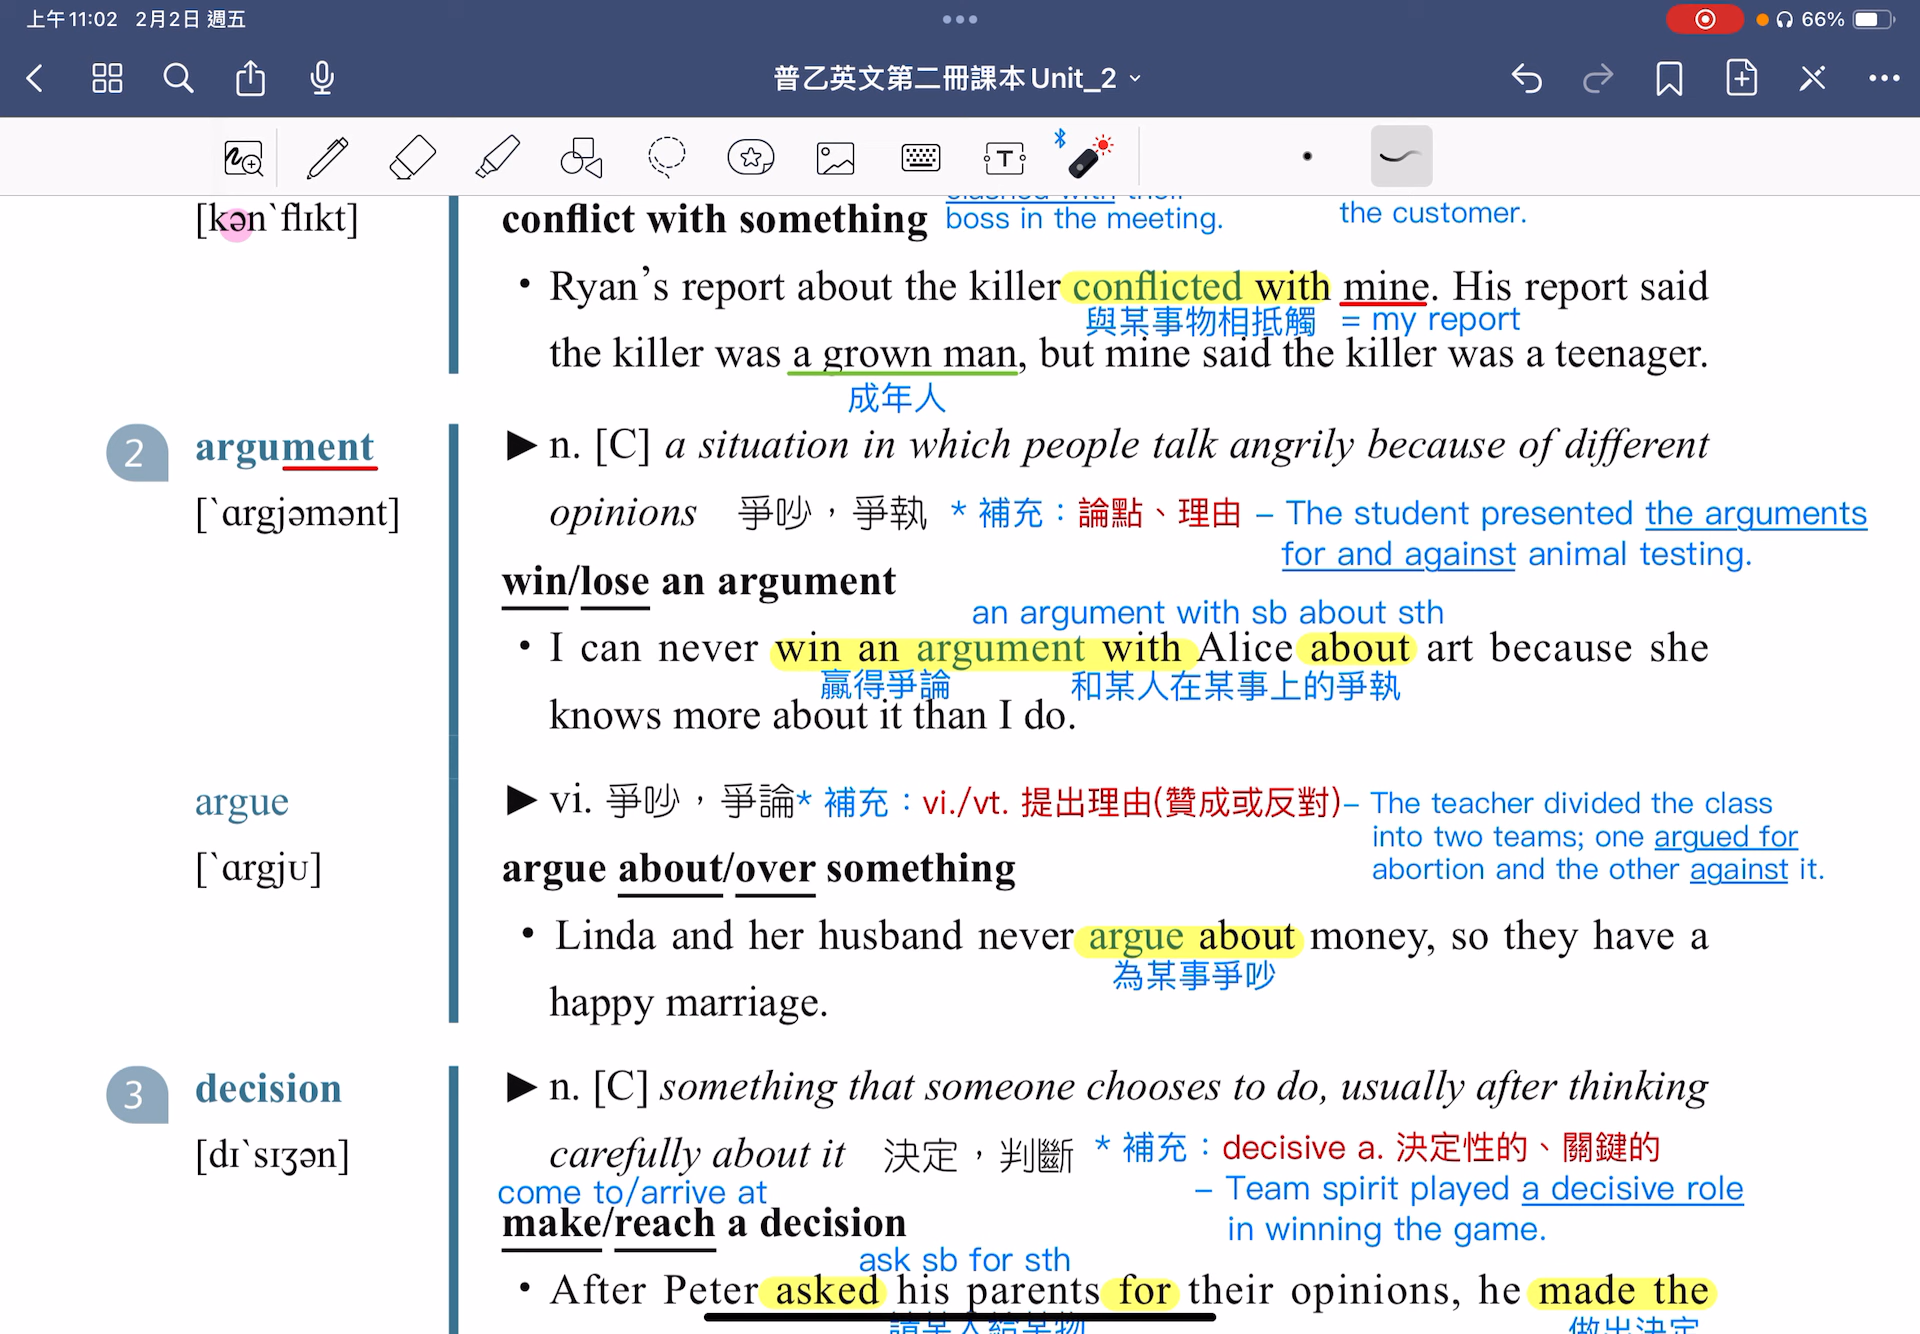 上午11:02 2月2日 週五
66%
普乙英文第二冊課本Unit_2
[kən`flɪkt]
conflict with something
boss in the meeting.
the customer.
• Ryan's report about the killer conflicted with mine. His report said
與某事物相抵觸 = my report
the killer was a grown man, but mine said the killer was a teenager.
成年人
2 argument ▶ n. [C] a situation in which people talk angrily because of different
[`ɑrgjəmənt] opinions 爭吵,爭執 * 補充:論點、理由 – The student presented the arguments
for and against animal testing.
win/lose an argument
an argument with sb about sth
• I can never win an argument with Alice about art because she
贏得爭論 和某人在某事上的爭執
knows more about it than I do.
argue ▶ vi. 爭吵,爭論* 補充:vi./vt. 提出理由(贊成或反對)– The teacher divided the class
into two teams; one argued for
[`ɑrgjʊ] argue about/over something
abortion and the other against it.
• Linda and her husband never argue about money, so they have a
為某事爭吵
happy marriage.
3 decision ▶ n. [C] something that someone chooses to do, usually after thinking
[dɪ`sɪʒən] carefully about it 決定,判斷 * 補充:decisive a. 決定性的、關鍵的
come to/arrive at
– Team spirit played a decisive role
make/reach a decision
in winning the game.
ask sb for sth
• After Peter asked his parents for their opinions, he made the